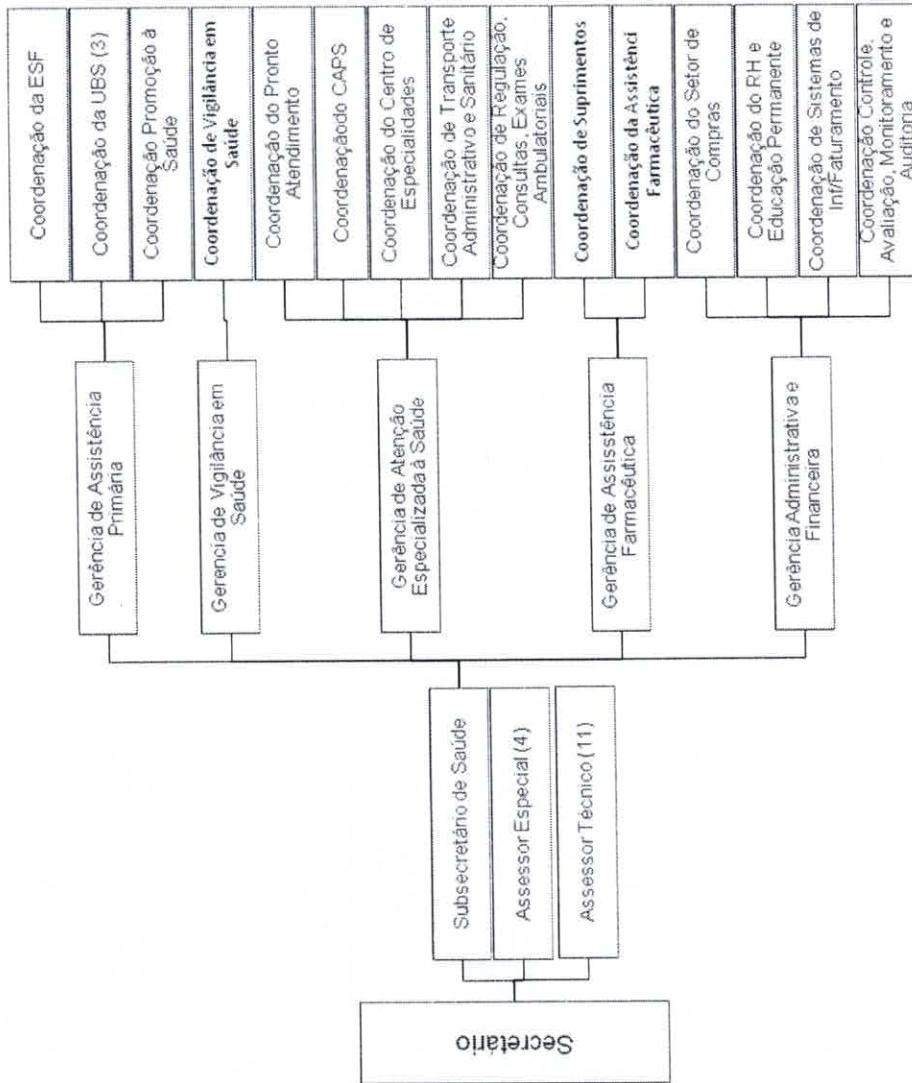 Secretário
Subsecretário de Saúde
Assessor Especial (4)
Assessor Técnico (11)
Gerência de Assistência
Primária
Gerencia de Vigilância em
Saúde
Gerência de Atenção
Especializada à Saúde
Gerência de Assisstência
Farmacêutica
Gerência Administrativa e
Financeira
Coordenação da ESF
Coordenação da UBS (3)
Coordenação Promoção à
Saúde
Coordenação de Vigilância em
Saúde
Coordenação do Pronto
Atendimento
Coordenaçãodo CAPS
Coordenação do Centro de
Especialidades
Coordenação de Transporte
Administrativo e Sanitário
Coordenação de Regulação,
Consultas, Exames
Ambulatoriais
Coordenação de Suprimentos
Coordenação da Assistênci
Farmacêutica
Coordenação do Setor de
Compras
Coordenação do RH e
Educação Permanente
Coordenação de Sistemas de
Inf/Faturamento
Coordenação Controle,
Avaliação, Monitoramento e
Auditoria